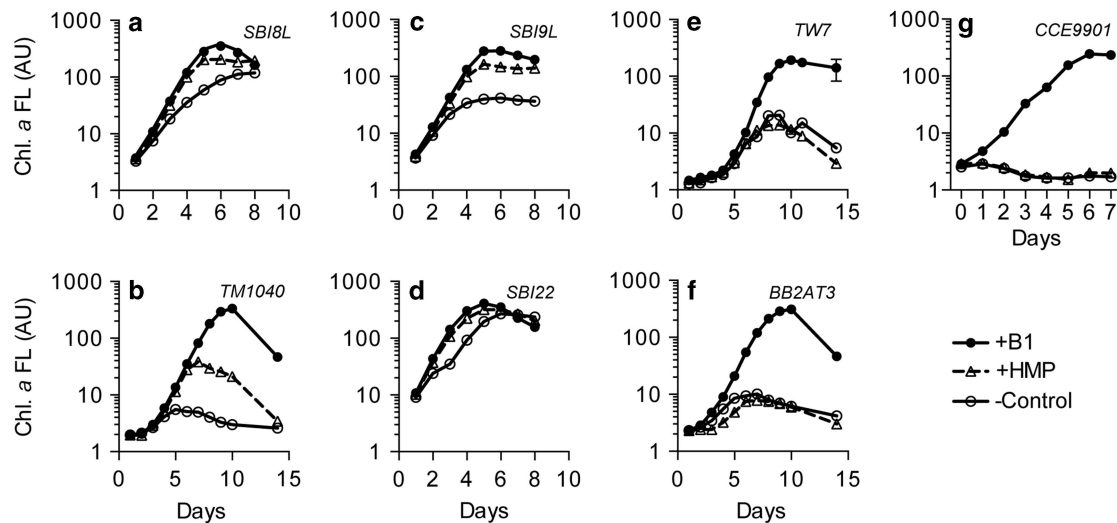 a SBI8L
c SBI9L
e TW7
g CCE9901
Chl. a FL (AU)
1000
100
10
1
0 2 4 6 8 10
1000
100
10
1
0 2 4 6 8 10
1000
100
10
1
0 5 10 15
1000
100
10
1
0 1 2 3 4 5 6 7
Days
b TM1040
d SBI22
f BB2AT3
Chl. a FL (AU)
1000
100
10
1
0 5 10 15
Days
1000
100
10
1
0 2 4 6 8 10
Days
1000
100
10
1
0 5 10 15
Days
+B1
+HMP
-Control